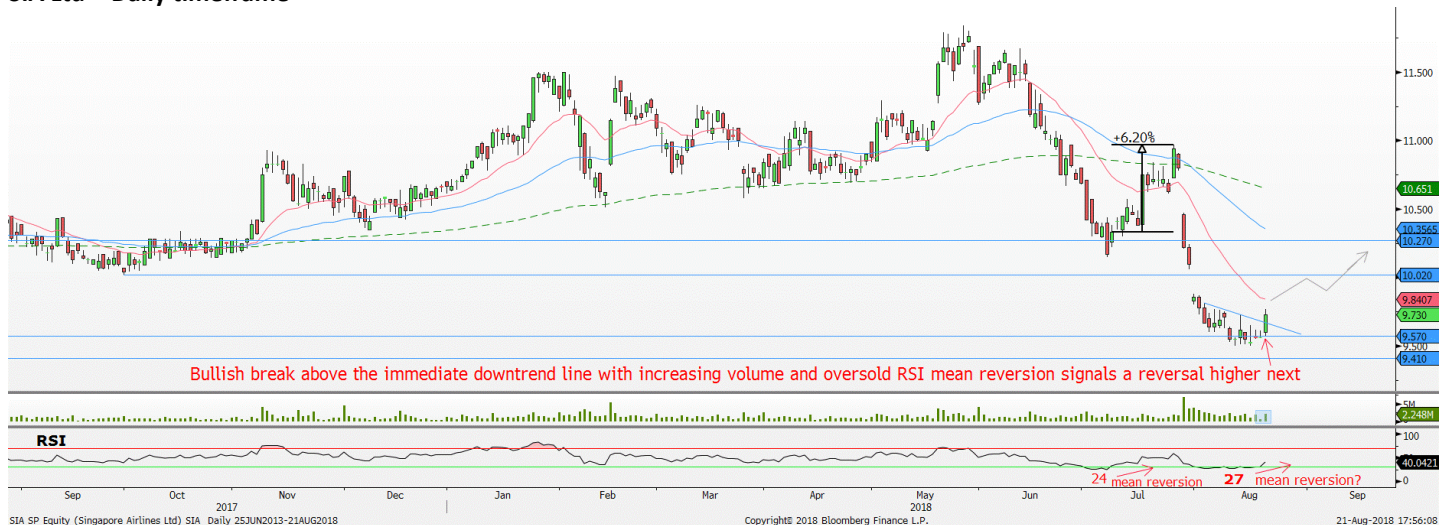 SIA Ltd – Daily timeframe
11.500
+6.20%
11.000
10.651
10.500
10.3565
10.270
10.020
9.8407
9.730
9.570
9.500
9.410
Bullish break above the immediate downtrend line with increasing volume and oversold RSI mean reversion signals a reversal higher next
5M
2.248M
RSI
100
40.0421
0
24 mean reversion 27 mean reversion?
Sep Oct Nov Dec Jan Feb Mar Apr May Jun Jul Aug Sep
2017 2018
SIA SP Equity (Singapore Airlines Ltd) SIA Daily 25JUN2013-21AUG2018 Copyright© 2018 Bloomberg Finance L.P. 21-Aug-2018 17:56:08